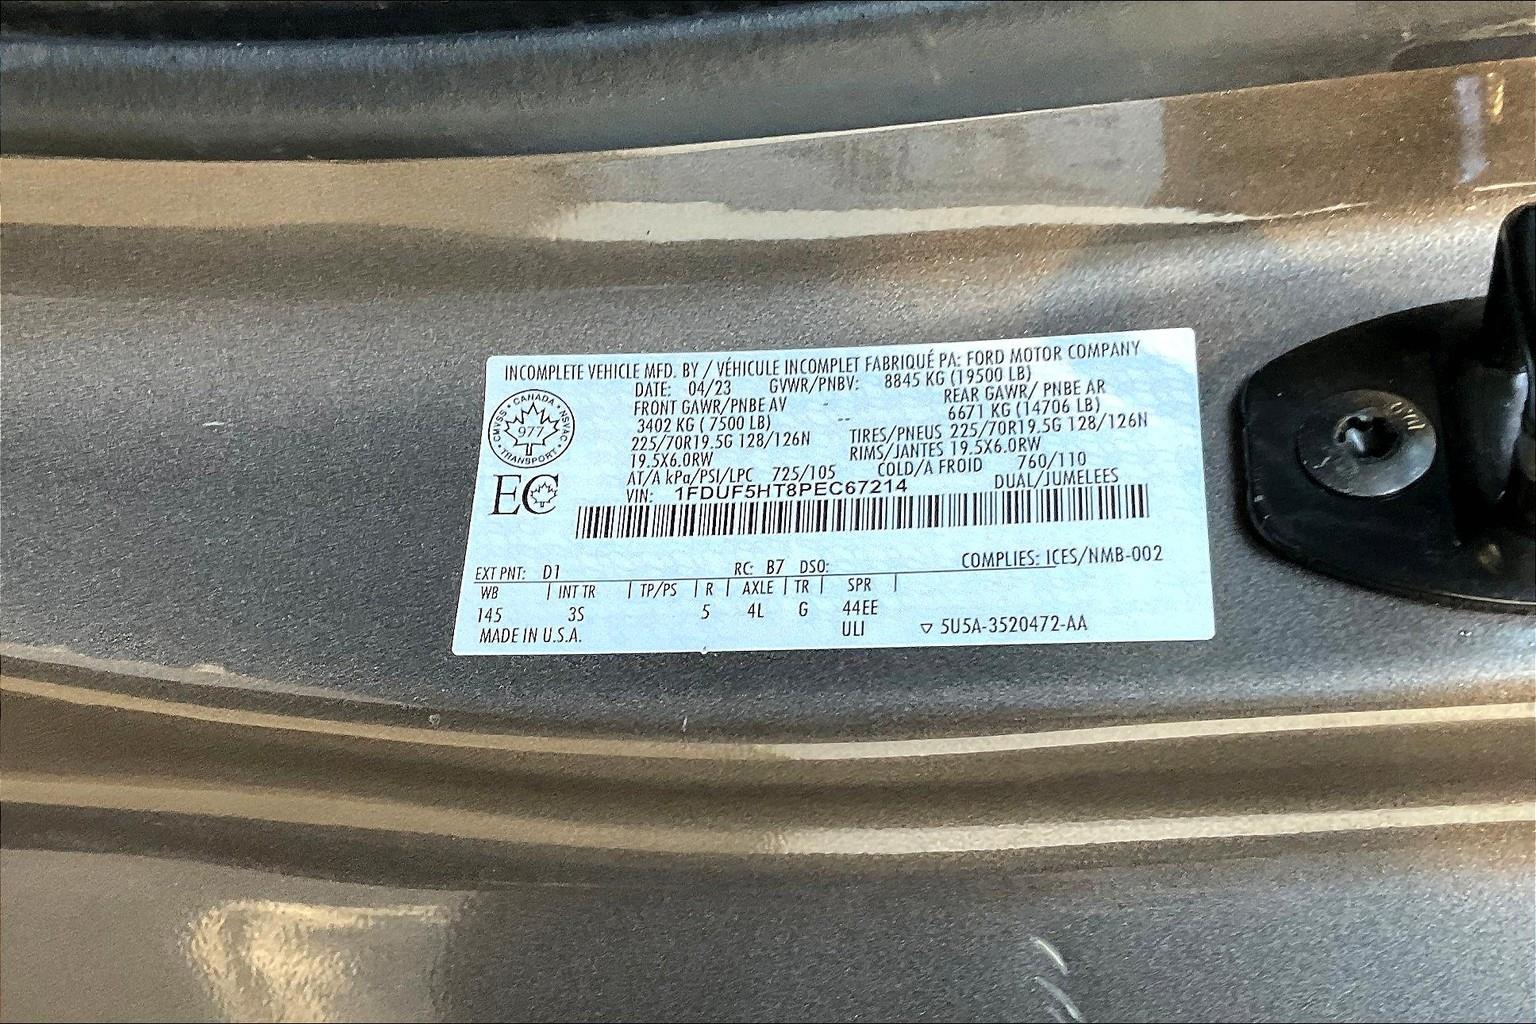 INCOMPLETE VEHICLE MFD. BY / VÉHICULE INCOMPLET FABRIQUÉ PA: FORD MOTOR COMPANY
DATE: 04/23 GVWR/PNBV: 8845 KG (19500 LB)
FRONT GAWR/PNBE AV - REAR GAWR/ PNBE AR
3402 KG ( 7500 LB) -- 6671 KG (14706 LB)
225/70R19.5G 128/126N TIRES/PNEUS 225/70R19.5G 128/126N
19.5X6.0RW RIMS/JANTES 19.5X6.0RW
AT/A kPa/PSI/LPC 725/105 COLD/A FROID 760/110
VIN: 1FDUF5HT8PEC67214 DUAL/JUMELEES
CANADA
CMVSS NSVAC
977
TRANSPORT
EC
COMPLIES: ICES/NMB-002
EXT PNT: D1 RC: B7 DSO:
WB | INT TR | TP/PS | R | AXLE | TR | SPR |
145 3S 5 4L G 44EE
MADE IN U.S.A. ULI ▽ 5U5A-3520472-AA